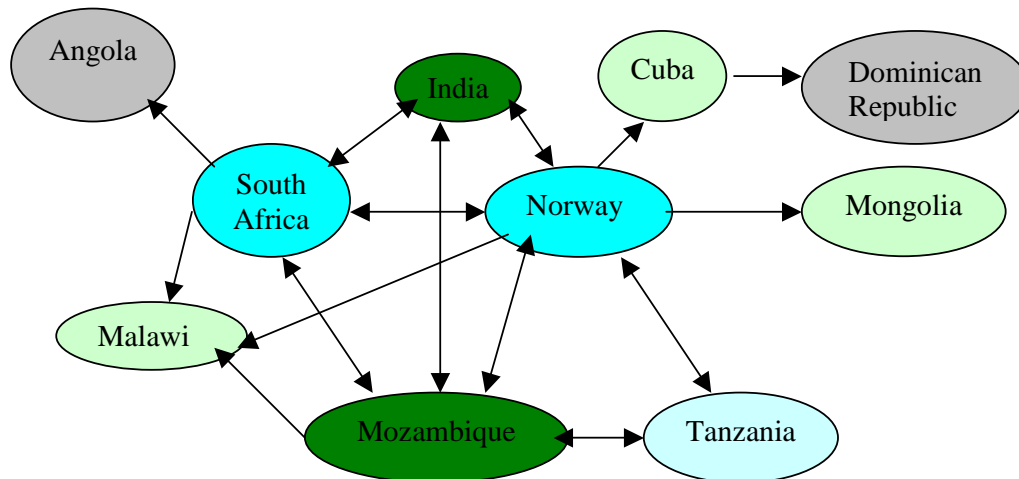 Angola
India
Cuba
Dominican
Republic
South
Africa
Norway
Mongolia
Malawi
Mozambique
Tanzania